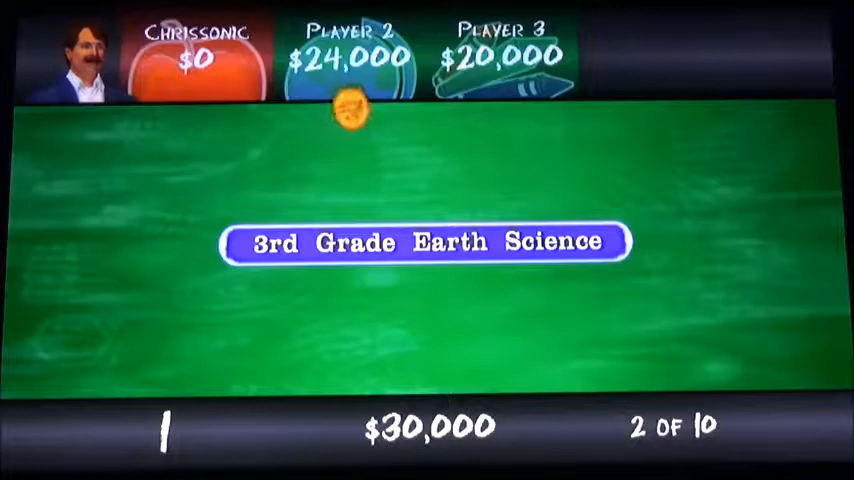 Chrissonic
$0
Player 2
$24,000
Player 3
$20,000
3rd Grade Earth Science
1
$30,000
2 of 10